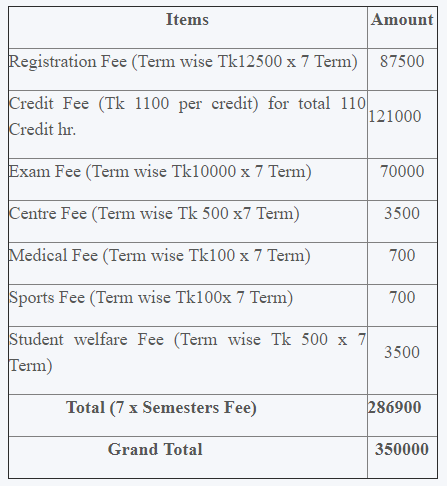 Items Amount
Registration Fee (Term wise Tk12500 x 7 Term) 87500
Credit Fee (Tk 1100 per credit) for total 110
Credit hr. 121000
Exam Fee (Term wise Tk10000 x 7 Term) 70000
Centre Fee (Term wise Tk 500 x7 Term) 3500
Medical Fee (Term wise Tk100 x 7 Term) 700
Sports Fee (Term wise Tk100x 7 Term) 700
Student welfare Fee (Term wise Tk 500 x 7
Term) 3500
Total (7 x Semesters Fee) 286900
Grand Total 350000